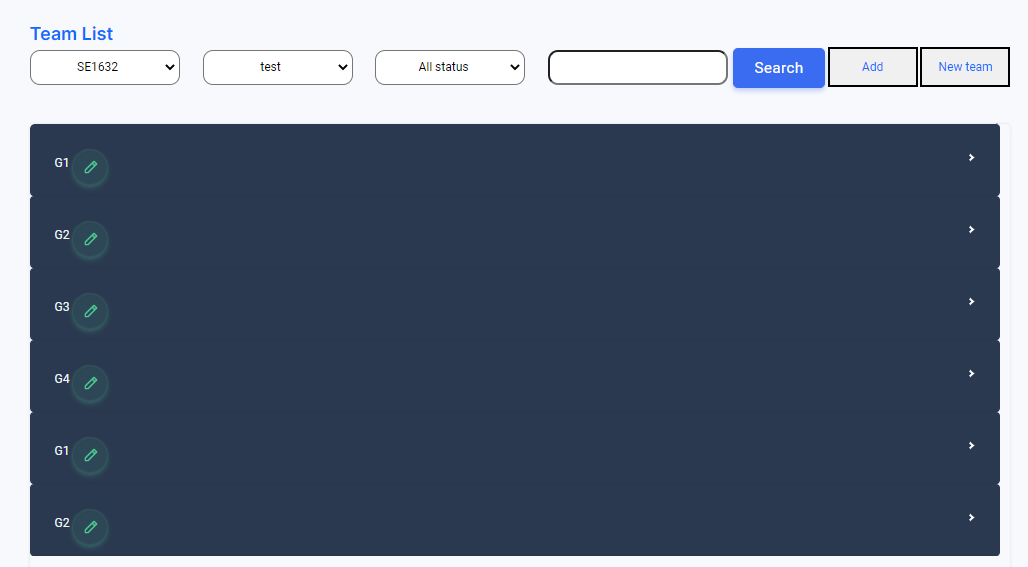 Team List
SE1632 test All status Search Add New team
G1
G2
G3
G4
G1
G2